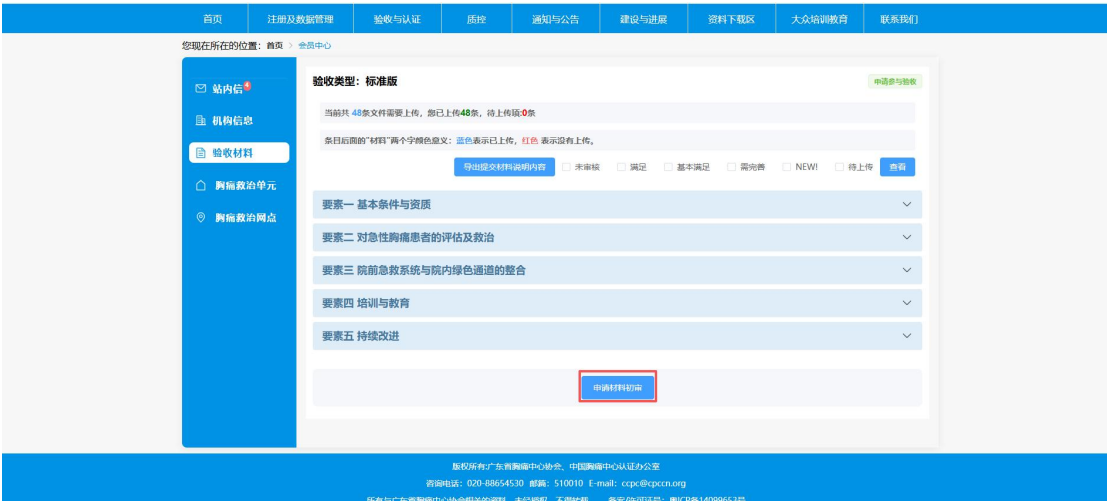 首页 注册及数据管理 验收与认证 质控 通知与公告 建设与进展 资料下载区 大众培训教育 联系我们
您现在所在的位置：首页 > 会员中心
站内信 4
机构信息
验收材料
胸痛救治单元
胸痛救治网点
验收类型：标准版 申请参与验收
当前共 48条文件需要上传，您已上传48条，待上传项:0条
条目后面的"材料"两个字颜色意义：蓝色表示已上传，红色 表示没有上传。
导出提交材料说明内容 未审核 满足 基本满足 需完善 NEW! 待上传 查看
要素一 基本条件与资质
要素二 对急性胸痛患者的评估及救治
要素三 院前急救系统与院内绿色通道的整合
要素四 培训与教育
要素五 持续改进
申请材料初审
版权所有:广东省胸痛中心协会、中国胸痛中心认证办公室
咨询电话：020-88654530 邮箱：510010 E-mail：ccpc@cpccn.org